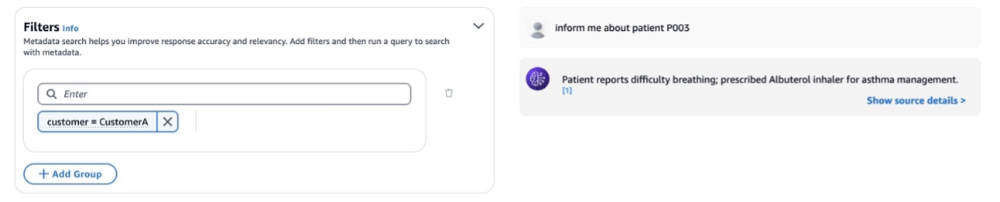 Filters Info
Metadata search helps you improve response accuracy and relevancy. Add filters and then run a query to search
with metadata.
Enter
customer = CustomerA
+ Add Group
inform me about patient P003
Patient reports difficulty breathing; prescribed Albuterol inhaler for asthma management.
[1]
Show source details >